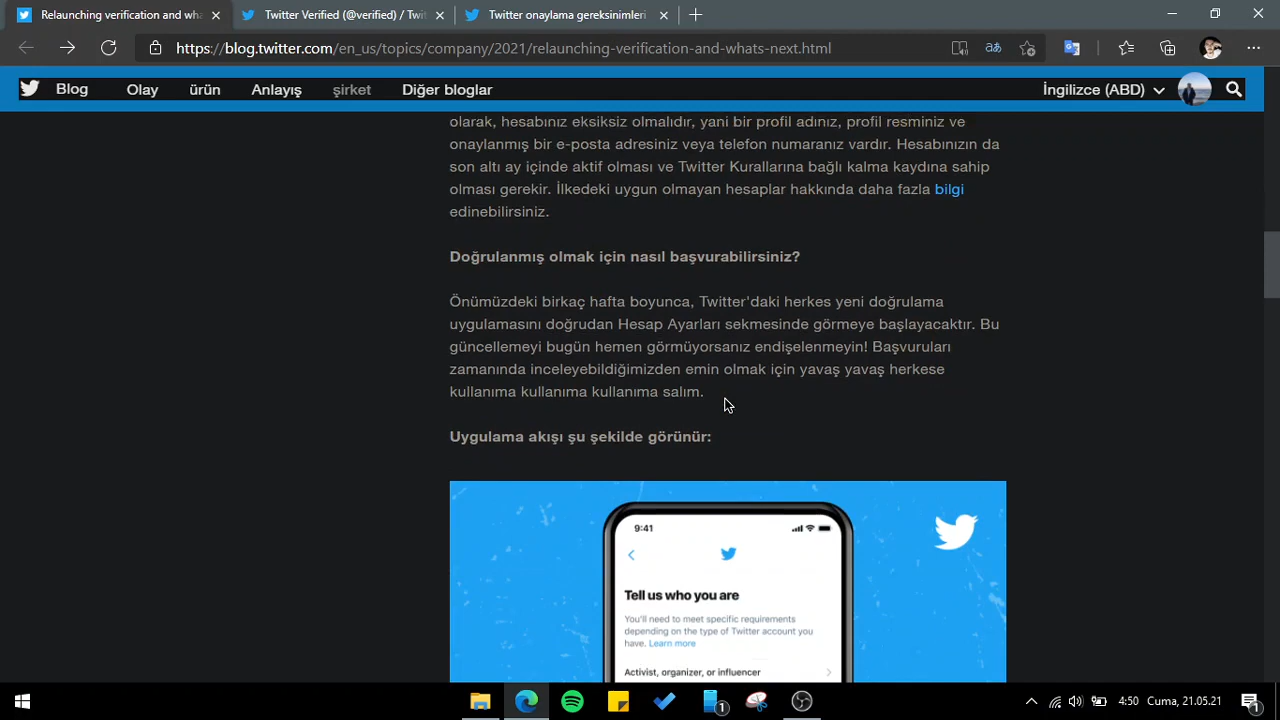 Relaunching verification and wha
Twitter Verified (@verified) / Twitt
Twitter onaylama gereksinimleri
https://blog.twitter.com/en_us/topics/company/2021/relaunching-verification-and-whats-next.html
Blog Olay ürün Anlayış şirket Diğer bloglar İngilizce (ABD)
olarak, hesabınız eksiksiz olmalıdır, yani bir profil adınız, profil resminiz ve
onaylanmış bir e-posta adresiniz veya telefon numaranız vardır. Hesabınızın da
son altı ay içinde aktif olması ve Twitter Kurallarına bağlı kalma kaydına sahip
olması gerekir. İlkedeki uygun olmayan hesaplar hakkında daha fazla bilgi
edinebilirsiniz.
Doğrulanmış olmak için nasıl başvurabilirsiniz?
Önümüzdeki birkaç hafta boyunca, Twitter'daki herkes yeni doğrulama
uygulamasını doğrudan Hesap Ayarları sekmesinde görmeye başlayacaktır. Bu
güncellemeyi bugün hemen görmüyorsanız endişelenmeyin! Başvuruları
zamanında inceleyebildiğimizden emin olmak için yavaş yavaş herkese
kullanıma kullanıma kullanıma salım.
Uygulama akışı şu şekilde görünür:
9:41
Tell us who you are
You'll need to meet specific requirements
depending on the type of Twitter account you
have. Learn more
Activist, organizer, or influencer
1
4:50 Cuma, 21.05.21
1